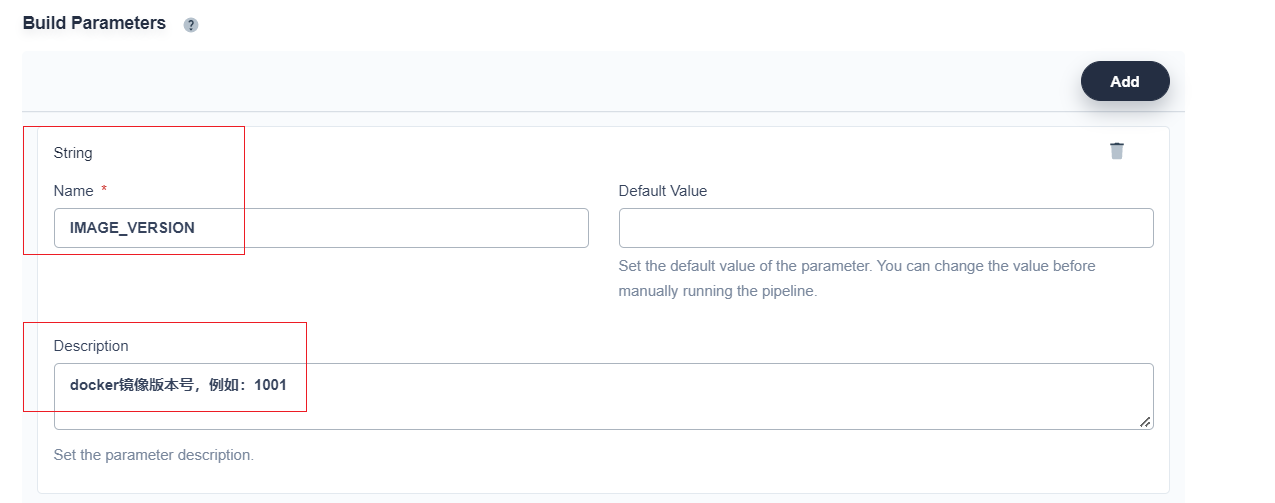 Build Parameters ?
Add
String
Name *
IMAGE_VERSION
Default Value
Set the default value of the parameter. You can change the value before
manually running the pipeline.
Description
docker镜像版本号，例如：1001
Set the parameter description.